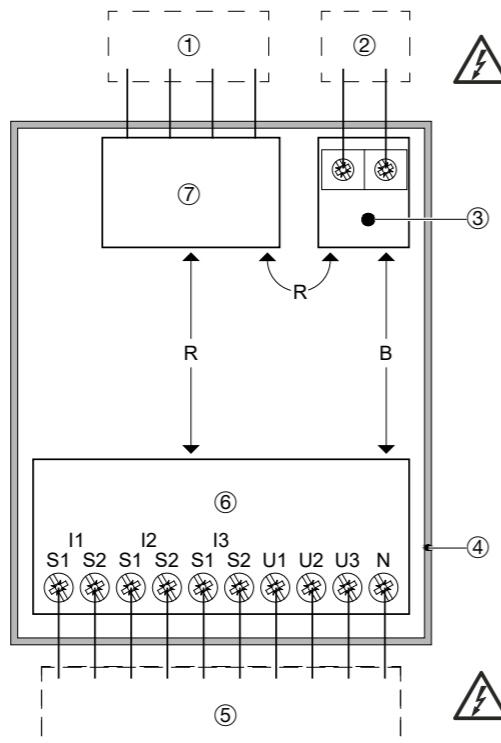 ① ②
⑦
③
R
R B
⑥
I1 I2 I3
S1 S2 S1 S2 S1 S2 U1 U2 U3 N
④
⑤